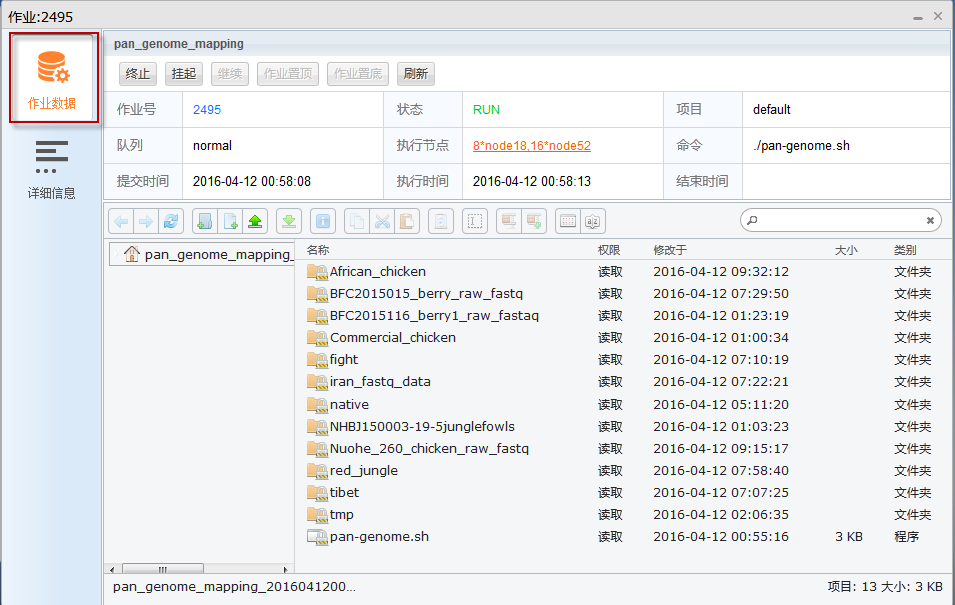 作业:2495
作业数据
详细信息
pan_genome_mapping
终止 挂起 继续 作业置顶 作业置底 刷新
作业号 2495 状态 RUN 项目 default
队列 normal 执行节点 8*node18,16*node52 命令 ./pan-genome.sh
提交时间 2016-04-12 00:58:08 执行时间 2016-04-12 00:58:13 结束时间
pan_genome_mapping_
名称 权限 修改于 大小 类别
African_chicken 读取 2016-04-12 09:32:12 文件夹
BFC2015015_berry_raw_fastq 读取 2016-04-12 07:29:50 文件夹
BFC2015116_berry1_raw_fastaq 读取 2016-04-12 01:23:19 文件夹
Commercial_chicken 读取 2016-04-12 01:00:34 文件夹
fight 读取 2016-04-12 07:10:19 文件夹
iran_fastq_data 读取 2016-04-12 07:22:21 文件夹
native 读取 2016-04-12 05:11:20 文件夹
NHBJ150003-19-5junglefowls 读取 2016-04-12 01:03:23 文件夹
Nuohe_260_chicken_raw_fastq 读取 2016-04-12 09:15:17 文件夹
red_jungle 读取 2016-04-12 07:58:40 文件夹
tibet 读取 2016-04-12 07:07:25 文件夹
tmp 读取 2016-04-12 02:06:35 文件夹
pan-genome.sh 读取 2016-04-12 00:55:16 3 KB 程序
pan_genome_mapping_2016041200... 项目: 13 大小: 3 KB